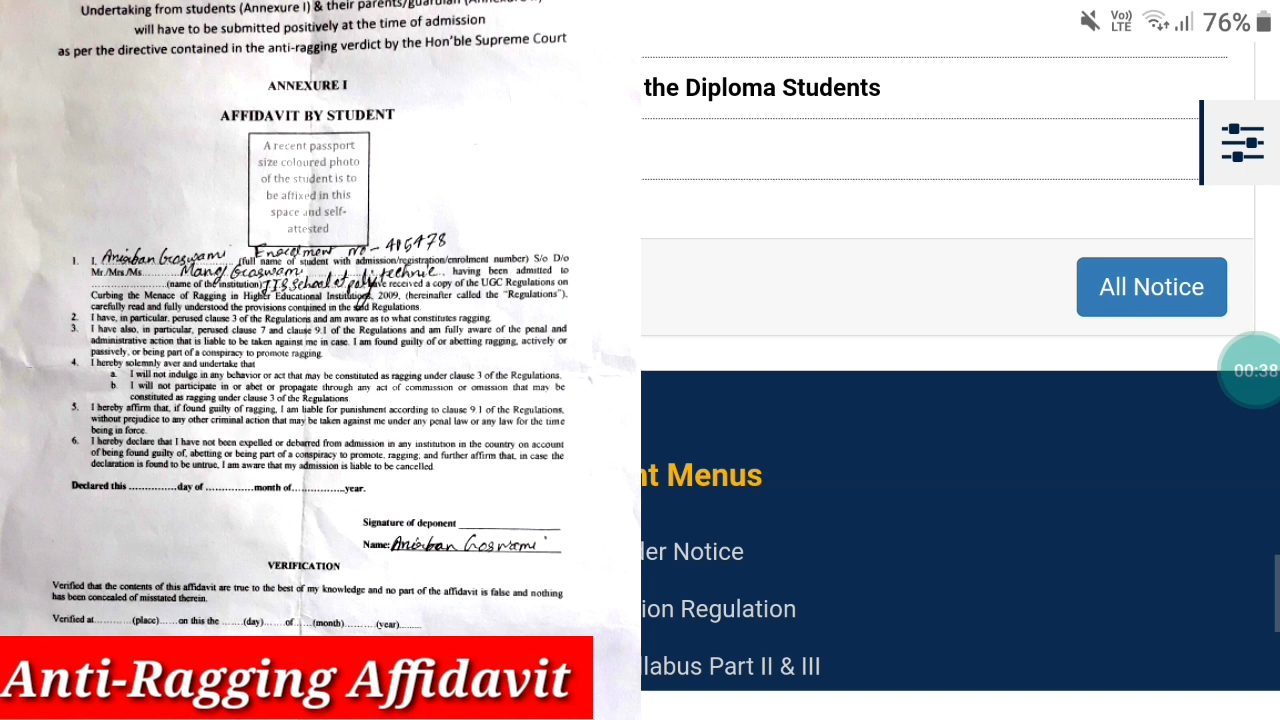 Undertaking from students (Annexure I) & their parents/guardian
will have to be submitted positively at the time of admission
as per the directive contained in the anti-ragging verdict by the Hon'ble Supreme Court
ANNEXURE I
AFFIDAVIT BY STUDENT
A recent passport
size coloured photo
of the student is to
be affixed in this
space and self-
attested
Enrolment no - 415478
1. I, Anirban Goswami (full name of student with admission/registration/enrolment number) S/o D/o
Mr./Mrs./Ms. Manoj Goswami, having been admitted to
(name of the institution) J.I.S School of polytechnic have received a copy of the UGC Regulations on
Curbing the Menace of Ragging in Higher Educational Institutions, 2009, (hereinafter called the "Regulations"),
carefully read and fully understood the provisions contained in the said Regulations.
2. I have, in particular, perused clause 3 of the Regulations and am aware as to what constitutes ragging.
3. I have also, in particular, perused clause 7 and clause 9.1 of the Regulations and am fully aware of the penal and
administrative action that is liable to be taken against me in case. I am found guilty of or abetting ragging, actively or
passively, or being part of a conspiracy to promote ragging.
4. I hereby solemnly aver and undertake that
a. I will not indulge in any behavior or act that may be constituted as ragging under clause 3 of the Regulations.
b. I will not participate in or abet or propagate through any act of commission or omission that may be
constituted as ragging under clause 3 of the Regulations.
5. I hereby affirm that, if found guilty of ragging, I am liable for punishment according to clause 9.1 of the Regulations,
without prejudice to any other criminal action that may be taken against me under any penal law or any law for the time
being in force.
6. I hereby declare that I have not been expelled or debarred from admission in any institution in the country on account
of being found guilty of, abetting or being part of a conspiracy to promote, ragging, and further affirm that, in case the
declaration is found to be untrue, I am aware that my admission is liable to be cancelled.
Declared this ...............day of ...............month of................year.
Signature of deponent
Name: Anirban Goswami
VERIFICATION
Verified that the contents of this affidavit are true to the best of my knowledge and no part of the affidavit is false and nothing
has been concealed of misstated therein.
Verified at............(place)......on this the .......(day)......of......(month).........(year)........
Anti-Ragging Affidavit
Vo))
LTE
76%
the Diploma Students
All Notice
00:38
nt Menus
der Notice
ion Regulation
llabus Part II & III